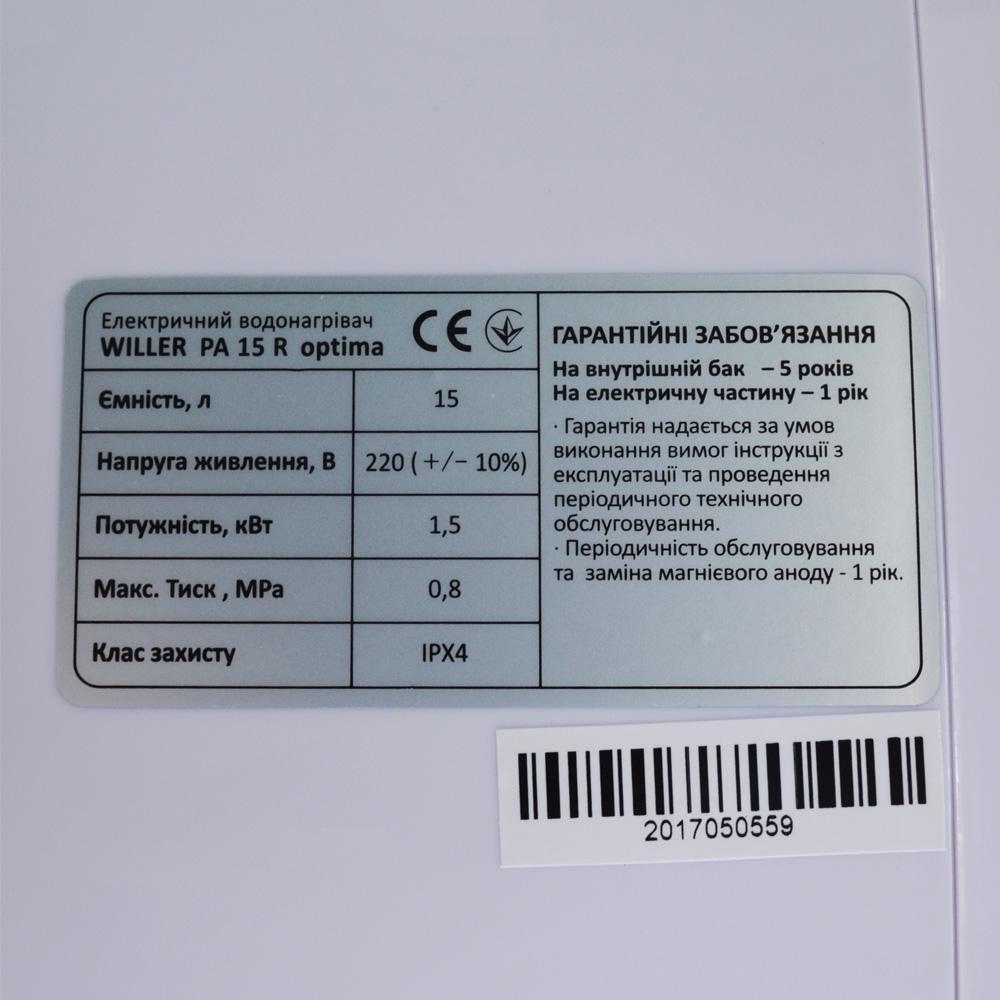 Електричний водонагрівач
WILLER PA 15 R optima
CE
Ємність, л 15
Напруга живлення, В 220 (+/− 10%)
Потужність, кВт 1,5
Макс. Тиск , MPa 0,8
Клас захисту IPX4
ГАРАНТІЙНІ ЗАБОВ’ЯЗАННЯ
На внутрішній бак – 5 років
На електричну частину – 1 рік
· Гарантія надається за умов
виконання вимог інструкції з
експлуатації та проведення
періодичного технічного
обслуговування.
· Періодичність обслуговування
та заміна магнієвого аноду - 1 рік.
2017050559